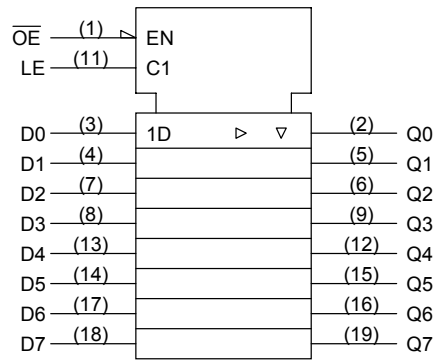 OE (1) EN
LE (11) C1
D0 (3) 1D (2) Q0
D1 (4) (5) Q1
D2 (7) (6) Q2
D3 (8) (9) Q3
D4 (13) (12) Q4
D5 (14) (15) Q5
D6 (17) (16) Q6
D7 (18) (19) Q7